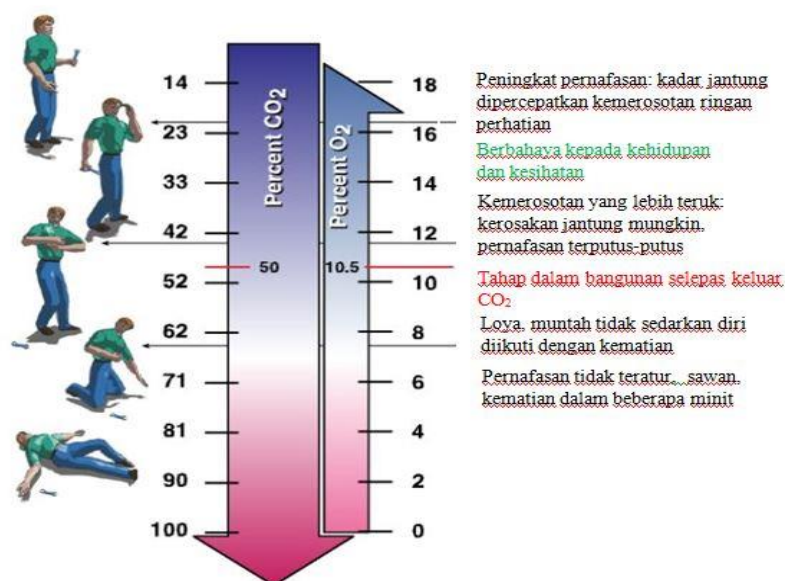 Percent CO2
Percent O2
14
23
33
42
50
52
62
71
81
90
100
18
16
14
12
10.5
10
8
6
4
2
0
Peningkat pernafasan: kadar jantung
dipercepatkan kemerosotan ringan
perhatian
Berbahaya kepada kehidupan
dan kesihatan
Kemerosotan yang lebih teruk:
kerosakan jantung mungkin,
pernafasan terputus-putus
Tahap dalam bangunan selepas keluar
CO2
Loya, muntah tidak sedarkan diri
diikuti dengan kematian
Pernafasan tidak teratur, sawan,
kematian dalam beberapa minit